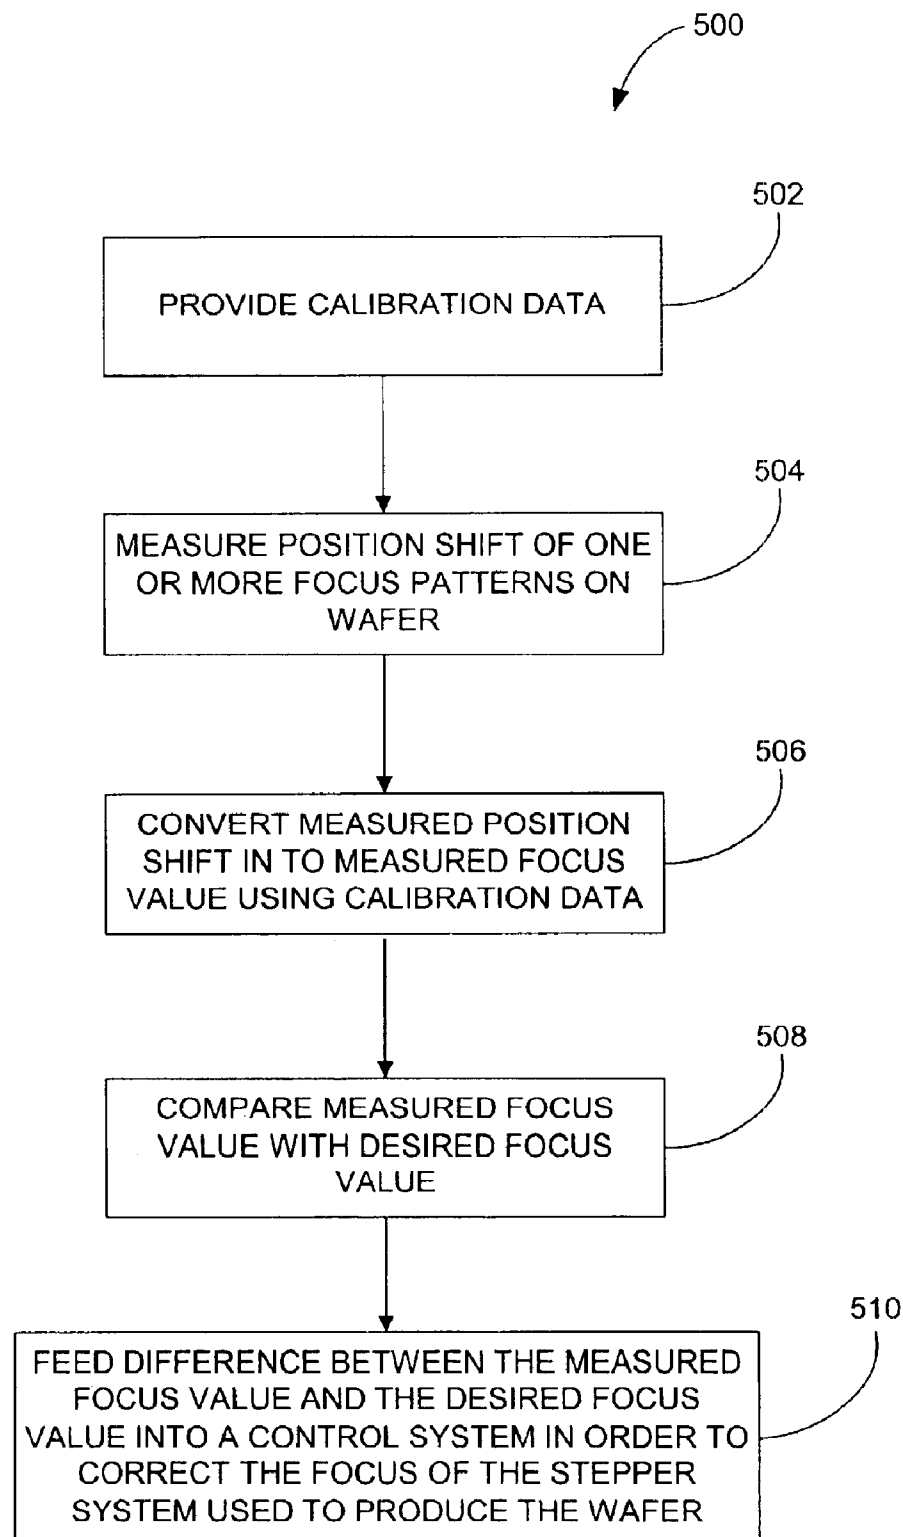 500
502
PROVIDE CALIBRATION DATA
504
MEASURE POSITION SHIFT OF ONE
OR MORE FOCUS PATTERNS ON
WAFER
506
CONVERT MEASURED POSITION
SHIFT IN TO MEASURED FOCUS
VALUE USING CALIBRATION DATA
508
COMPARE MEASURED FOCUS
VALUE WITH DESIRED FOCUS
VALUE
510
FEED DIFFERENCE BETWEEN THE MEASURED
FOCUS VALUE AND THE DESIRED FOCUS
VALUE INTO A CONTROL SYSTEM IN ORDER TO
CORRECT THE FOCUS OF THE STEPPER
SYSTEM USED TO PRODUCE THE WAFER